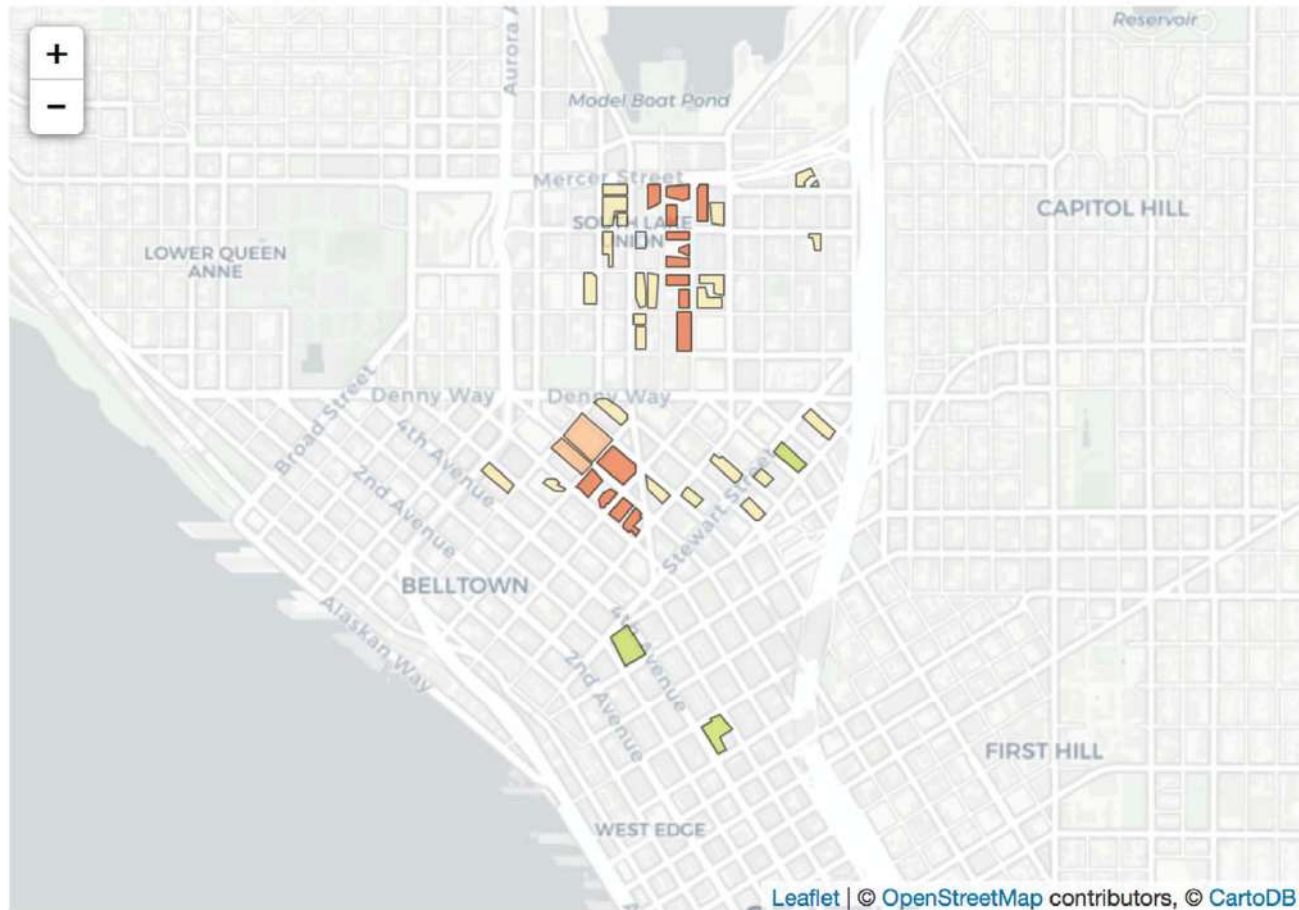 +
−
Aurora A
Reservoir
Model Boat Pond
Mercer Street
CAPITOL HILL
SOUTH LAKE
UNION
LOWER QUEEN
ANNE
Denny Way
Denny Way
Broad Street
4th Avenue
2nd Avenue
Stewart Street
BELLTOWN
Alaskan Way
4th Avenue
2nd Avenue
FIRST HILL
WEST EDGE
Leaflet | © OpenStreetMap contributors, © CartoDB